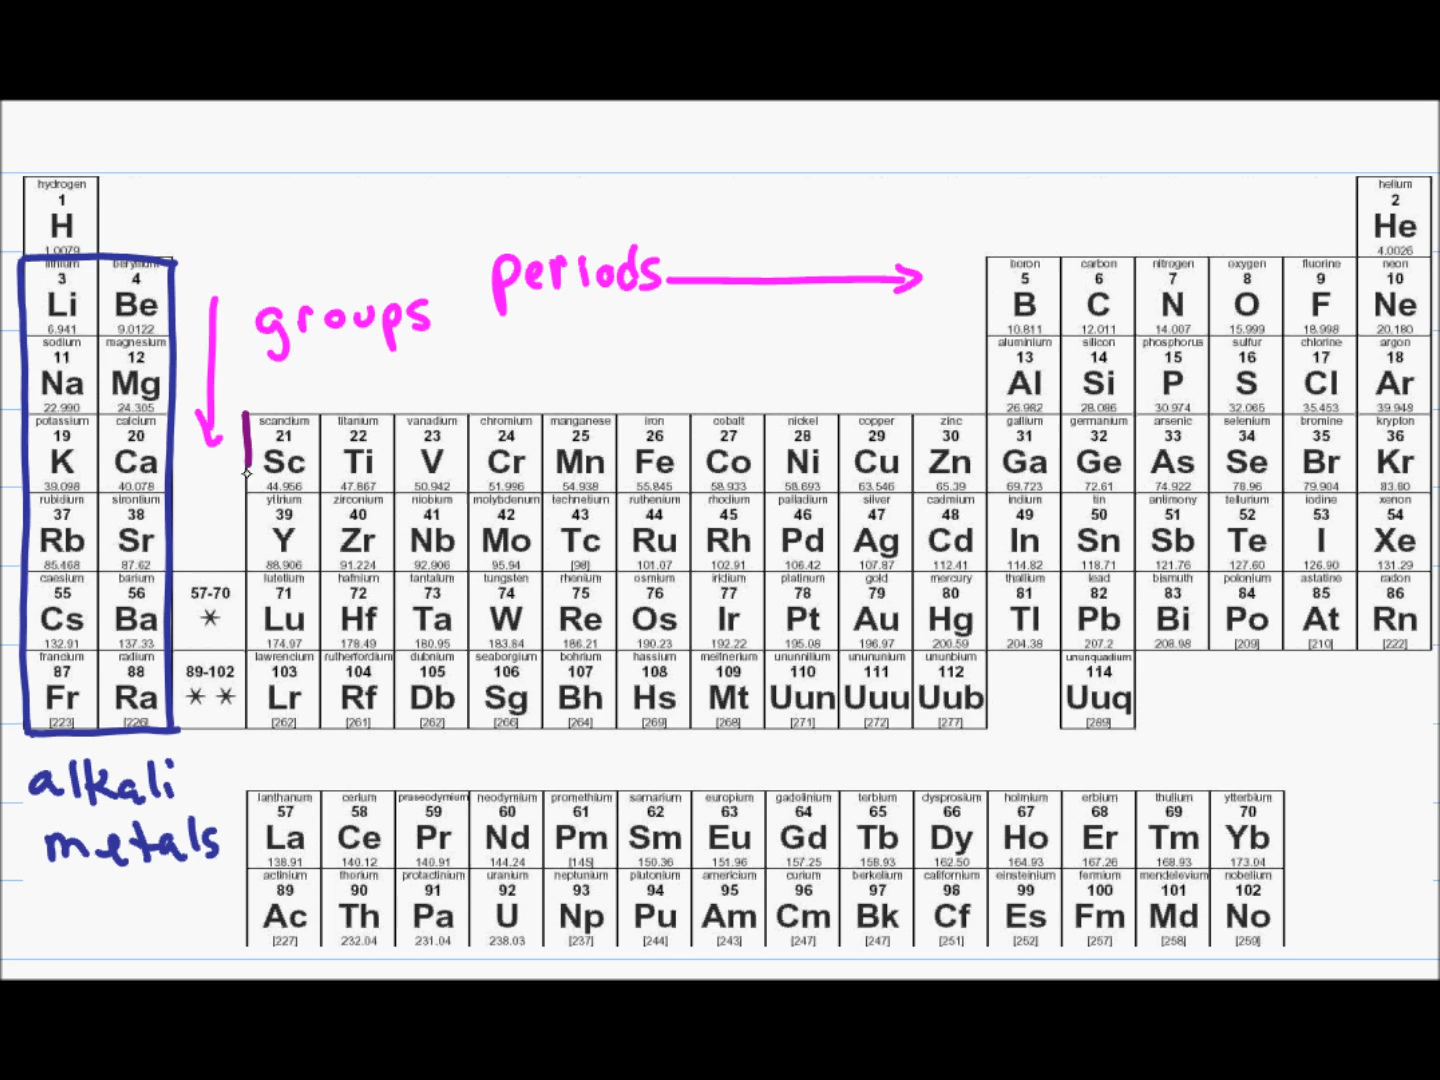 hydrogen helium
1 2
H He
1.0079 4.0026
lithium beryllium boron carbon nitrogen oxygen fluorine neon
3 4 periods 5 6 7 8 9 10
Li Be B C N O F Ne
6.941 9.0122 groups 10.811 12.011 14.007 15.999 18.998 20.180
sodium magnesium aluminium silicon phosphorus sulfur chlorine argon
11 12 13 14 15 16 17 18
Na Mg Al Si P S Cl Ar
22.990 24.305 26.982 28.086 30.974 32.065 35.453 39.948
potassium calcium scandium titanium vanadium chromium manganese iron cobalt nickel copper zinc gallium germanium arsenic selenium bromine krypton
19 20 21 22 23 24 25 26 27 28 29 30 31 32 33 34 35 36
K Ca Sc Ti V Cr Mn Fe Co Ni Cu Zn Ga Ge As Se Br Kr
39.098 40.078 44.956 47.867 50.942 51.996 54.938 55.845 58.933 58.693 63.546 65.39 69.723 72.61 74.922 78.96 79.904 83.80
rubidium strontium yttrium zirconium niobium molybdenum technetium ruthenium rhodium palladium silver cadmium indium tin antimony tellurium iodine xenon
37 38 39 40 41 42 43 44 45 46 47 48 49 50 51 52 53 54
Rb Sr Y Zr Nb Mo Tc Ru Rh Pd Ag Cd In Sn Sb Te I Xe
85.468 87.62 88.906 91.224 92.906 95.94 [98] 101.07 102.91 106.42 107.87 112.41 114.82 118.71 121.76 127.60 126.90 131.29
caesium barium lutetium hafnium tantalum tungsten rhenium osmium iridium platinum gold mercury thallium lead bismuth polonium astatine radon
55 56 57-70 71 72 73 74 75 76 77 78 79 80 81 82 83 84 85 86
Cs Ba * Lu Hf Ta W Re Os Ir Pt Au Hg Tl Pb Bi Po At Rn
132.91 137.33 174.97 178.49 180.95 183.84 186.21 190.23 192.22 195.08 196.97 200.59 204.38 207.2 208.98 [209] [210] [222]
francium radium lawrencium rutherfordium dubnium seaborgium bohrium hassium meitnerium ununnilium unununium ununbium ununquadium
87 88 89-102 103 104 105 106 107 108 109 110 111 112 114
Fr Ra * * Lr Rf Db Sg Bh Hs Mt Uun Uuu Uub Uuq
[223] [226] [262] [261] [262] [266] [264] [269] [268] [271] [272] [277] [289]
alkali
metals
lanthanum cerium praseodymium neodymium promethium samarium europium gadolinium terbium dysprosium holmium erbium thulium ytterbium
57 58 59 60 61 62 63 64 65 66 67 68 69 70
La Ce Pr Nd Pm Sm Eu Gd Tb Dy Ho Er Tm Yb
138.91 140.12 140.91 144.24 [145] 150.36 151.96 157.25 158.93 162.50 164.93 167.26 168.93 173.04
actinium thorium protactinium uranium neptunium plutonium americium curium berkelium californium einsteinium fermium mendelevium nobelium
89 90 91 92 93 94 95 96 97 98 99 100 101 102
Ac Th Pa U Np Pu Am Cm Bk Cf Es Fm Md No
[227] 232.04 231.04 238.03 [237] [244] [243] [247] [247] [251] [252] [257] [258] [259]